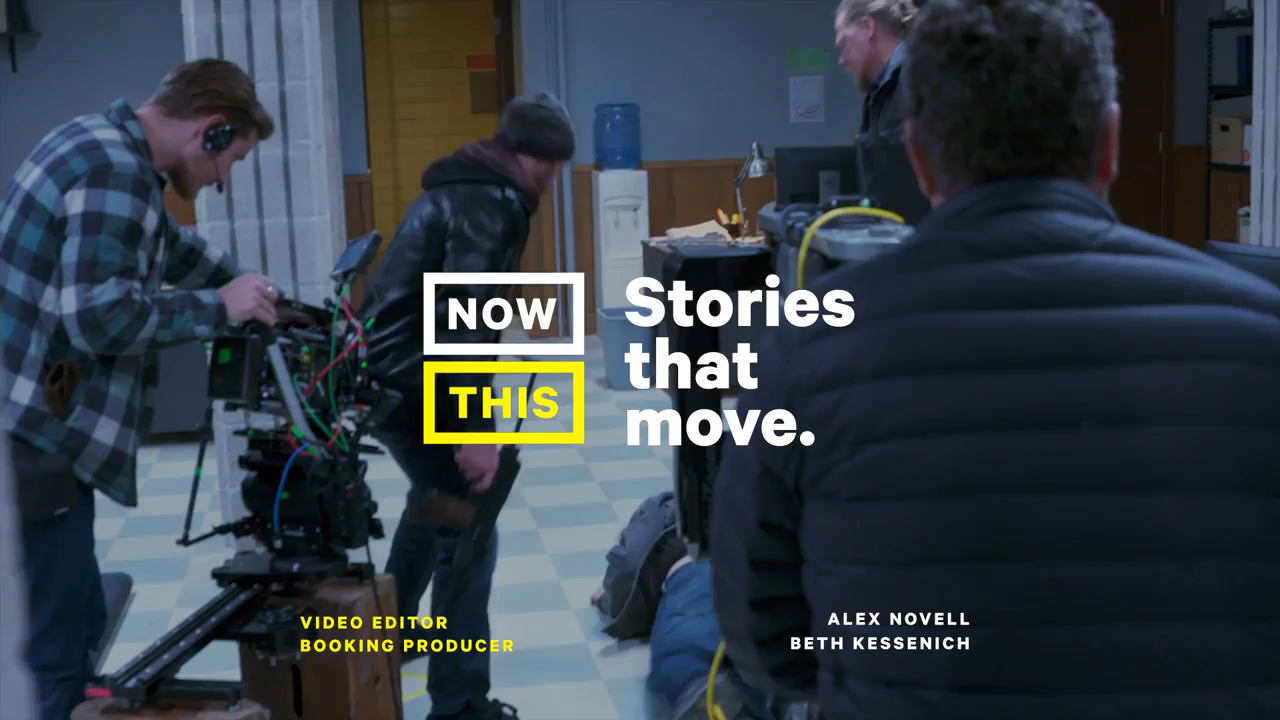 NOW
THIS
Stories
that
move.
VIDEO EDITOR
ALEX NOVELL
BOOKING PRODUCER
BETH KESSENICH